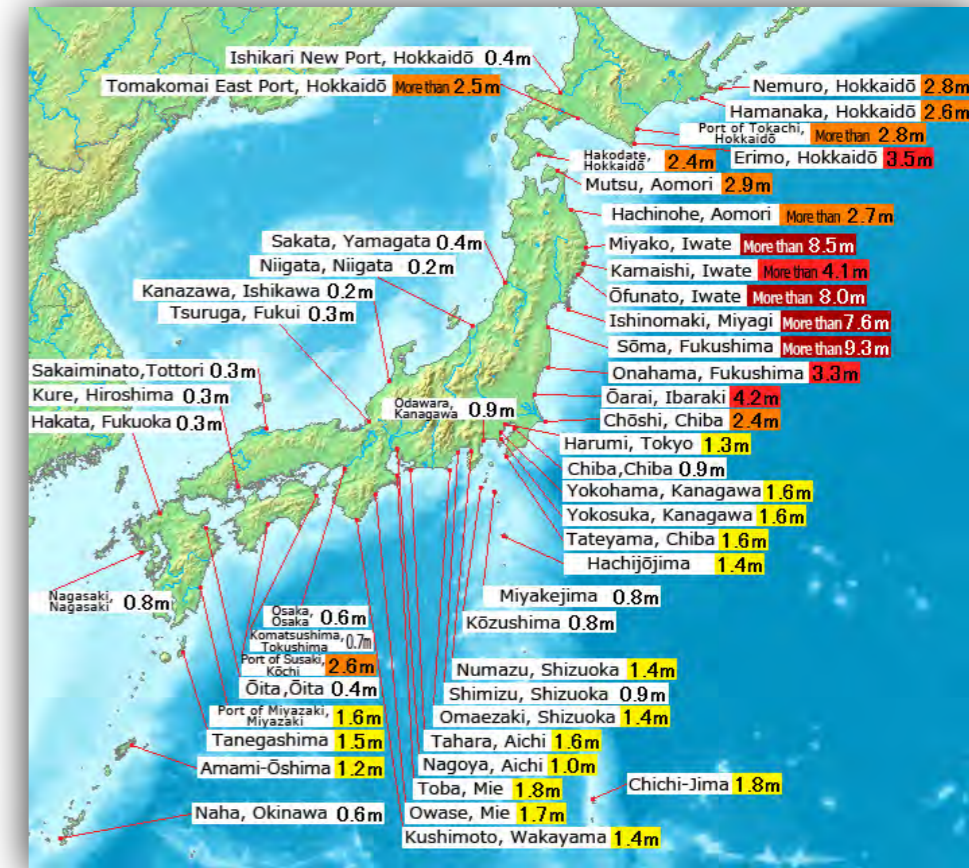 Ishikari New Port, Hokkaidō 0.4m
Tomakomai East Port, Hokkaidō More than 2.5m
Nemuro, Hokkaidō 2.8m
Hamanaka, Hokkaidō 2.6m
Port of Tokachi,
Hokkaidō More than 2.8m
Erimo, Hokkaidō 3.5m
Hakodate,
Hokkaidō 2.4m
Mutsu, Aomori 2.9m
Hachinohe, Aomori More than 2.7m
Miyako, Iwate More than 8.5m
Kamaishi, Iwate More than 4.1m
Ōfunato, Iwate More than 8.0m
Ishinomaki, Miyagi More than 7.6m
Sōma, Fukushima More than 9.3m
Onahama, Fukushima 3.3m
Ōarai, Ibaraki 4.2m
Chōshi, Chiba 2.4m
Sakata, Yamagata 0.4m
Niigata, Niigata 0.2m
Kanazawa, Ishikawa 0.2m
Tsuruga, Fukui 0.3m
Sakaiminato,Tottori 0.3m
Kure, Hiroshima 0.3m
Hakata, Fukuoka 0.3m
Odawara,
Kanagawa 0.9m
Harumi, Tokyo 1.3m
Chiba,Chiba 0.9m
Yokohama, Kanagawa 1.6m
Yokosuka, Kanagawa 1.6m
Tateyama, Chiba 1.6m
Hachijōjima 1.4m
Miyakejima 0.8m
Kōzushima 0.8m
Nagasaki,
Nagasaki 0.8m
Osaka,
Osaka 0.6m
Komatsushima,
Tokushima 0.7m
Port of Susaki,
Kōchi 2.6m
Ōita,Ōita 0.4m
Port of Miyazaki,
Miyazaki 1.6m
Tanegashima 1.5m
Amami-Ōshima 1.2m
Naha, Okinawa 0.6m
Numazu, Shizuoka 1.4m
Shimizu, Shizuoka 0.9m
Omaezaki, Shizuoka 1.4m
Tahara, Aichi 1.6m
Nagoya, Aichi 1.0m
Toba, Mie 1.8m
Owase, Mie 1.7m
Kushimoto, Wakayama 1.4m
Chichi-Jima 1.8m